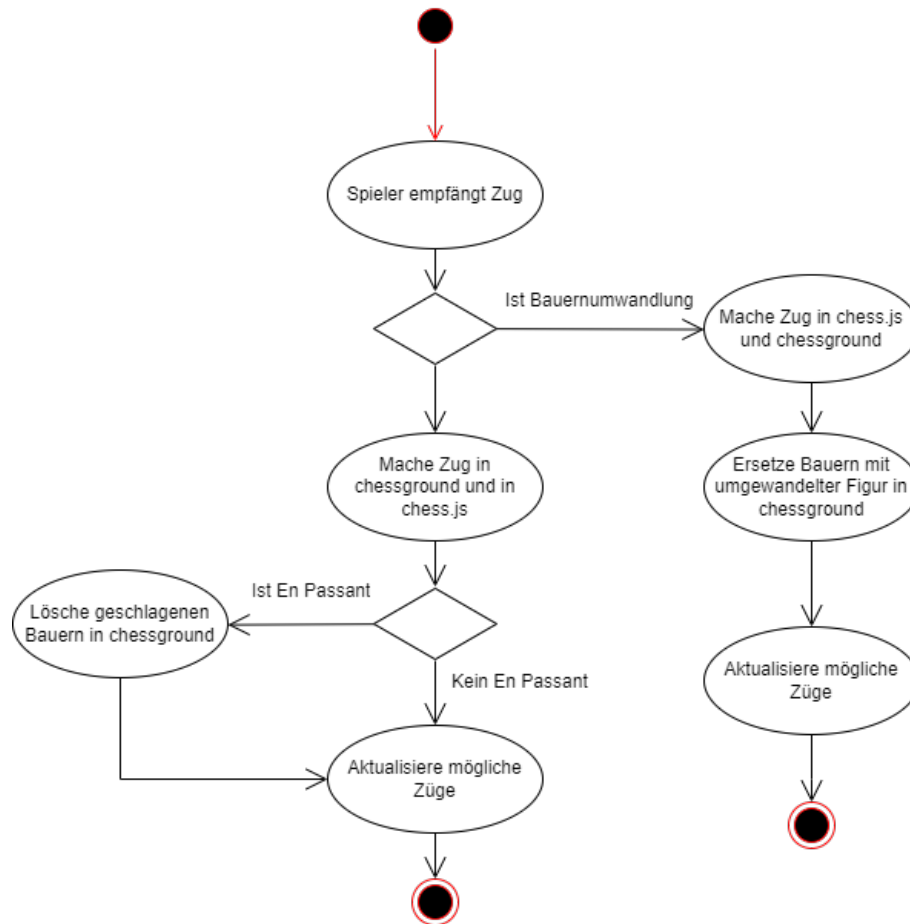 Spieler empfängt Zug
Ist Bauernumwandlung
Mache Zug in chess.js
und chessground
Mache Zug in
chessground und in
chess.js
Ersetze Bauern mit
umgewandelter Figur in
chessground
Ist En Passant
Lösche geschlagenen
Bauern in chessground
Kein En Passant
Aktualisiere mögliche
Züge
Aktualisiere mögliche
Züge